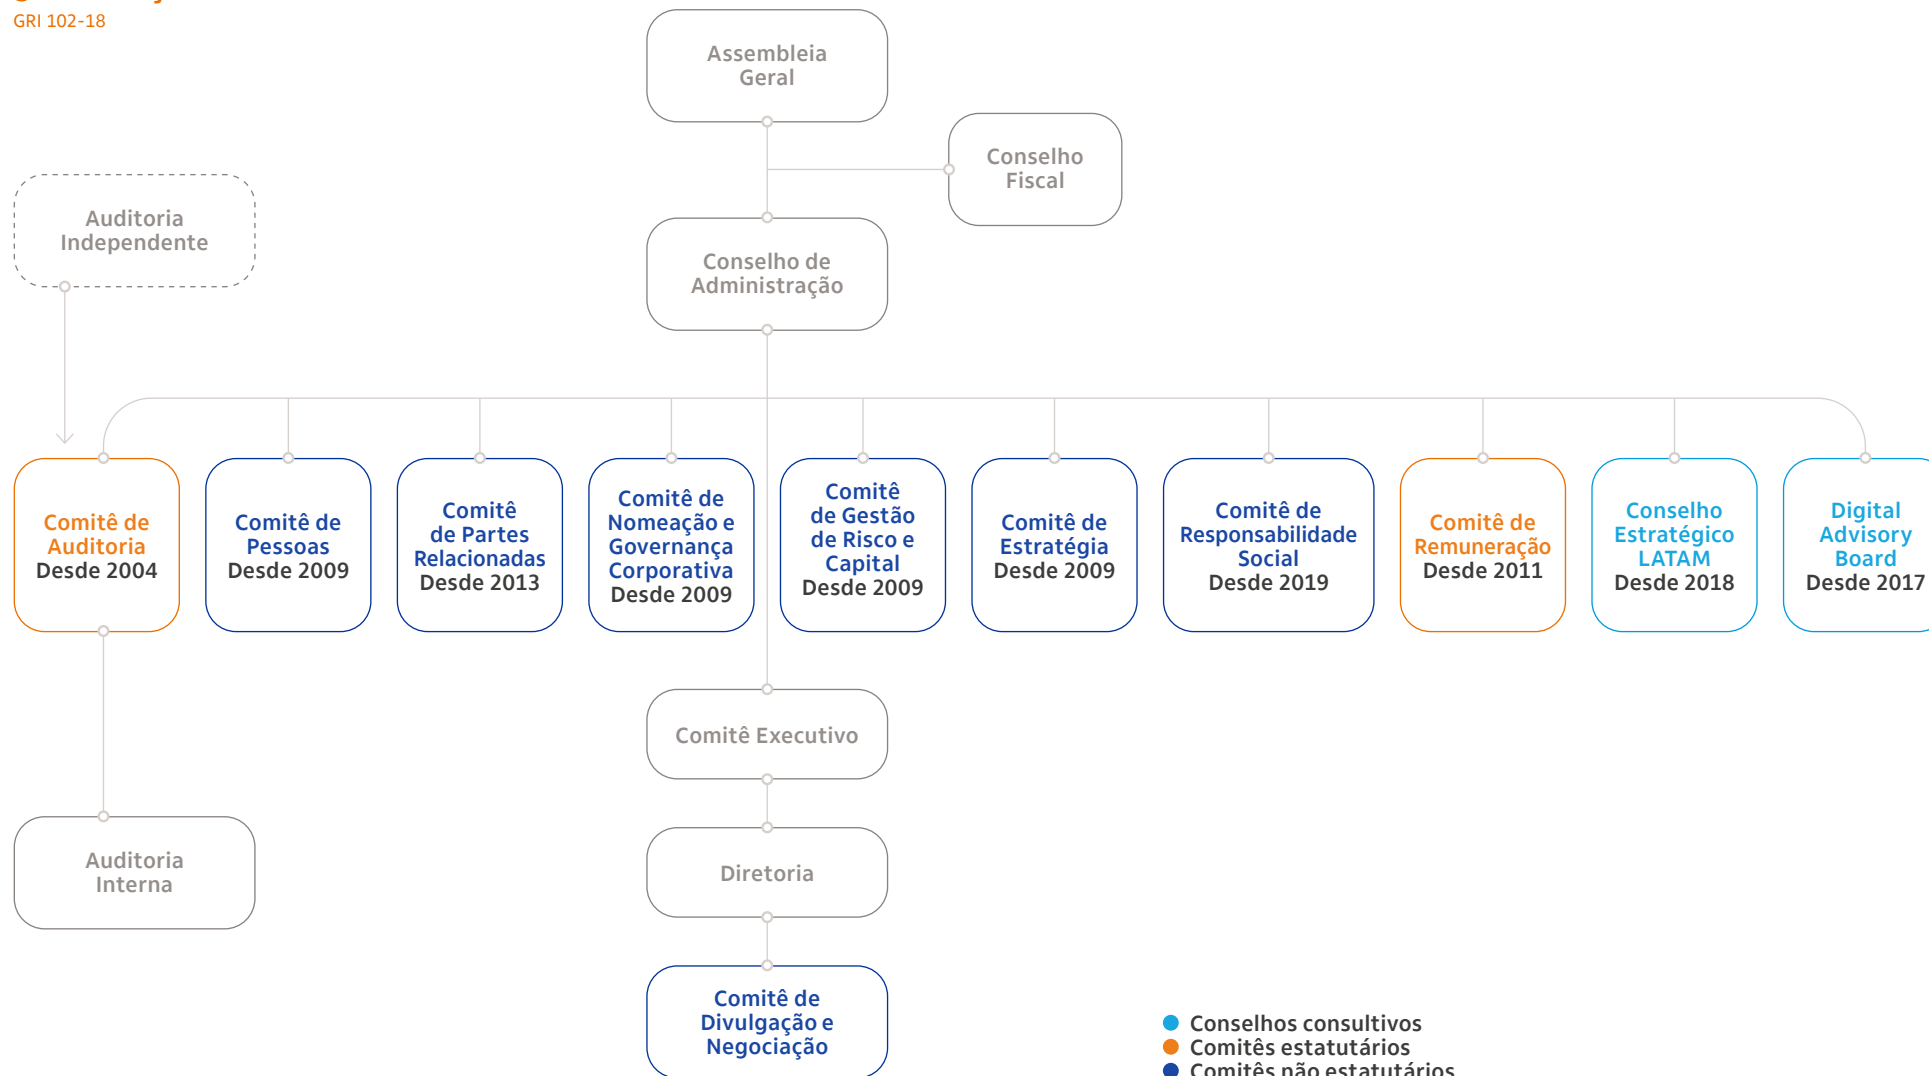 GRI 102-18
Assembleia
Geral
Conselho
Fiscal
Auditoria
Independente
Conselho de
Administração
Comitê de
Auditoria
Desde 2004
Comitê de
Pessoas
Desde 2009
Comitê
de Partes
Relacionadas
Desde 2013
Comitê de
Nomeação e
Governança
Corporativa
Desde 2009
Comitê
de Gestão
de Risco e
Capital
Desde 2009
Comitê de
Estratégia
Desde 2009
Comitê de
Responsabilidade
Social
Desde 2019
Comitê de
Remuneração
Desde 2011
Conselho
Estratégico
LATAM
Desde 2018
Digital
Advisory
Board
Desde 2017
Comitê Executivo
Auditoria
Interna
Diretoria
Comitê de
Divulgação e
Negociação
Conselhos consultivos
Comitês estatutários
Comitês não estatutários